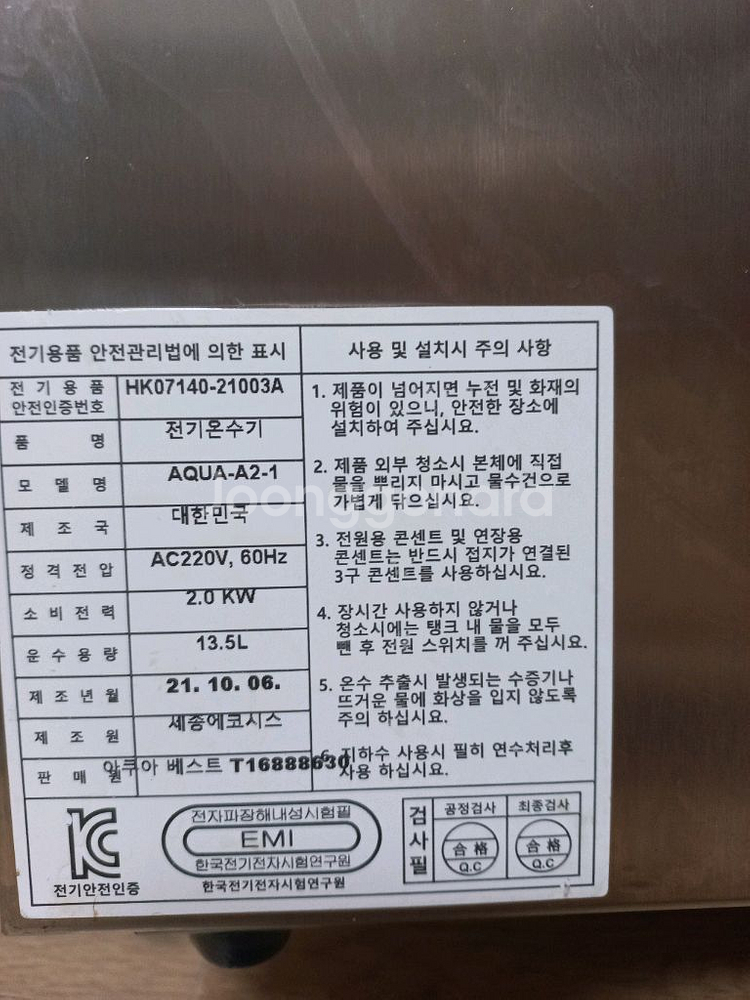 전기용품 안전관리법에 의한 표시
전기용품 안전인증번호 HK07140-21003A
품 명 전기온수기
모 델 명 AQUA-A2-1
제 조 국 대한민국
정 격 전 압 AC220V, 60Hz
소 비 전 력 2.0 KW
운 수 용 량 13.5L
제 조 년 월 21. 10. 06.
제 조 원 세종에코시스
판 매 원 아쿠아 베스트 T16888630
사용 및 설치시 주의 사항
1. 제품이 넘어지면 누전 및 화재의
위험이 있으니, 안전한 장소에
설치하여 주십시요.
2. 제품 외부 청소시 본체에 직접
물을 뿌리지 마시고 물수건으로
가볍게 닦으십시요.
3. 전원용 콘센트 및 연장용
콘센트는 반드시 접지가 연결된
3구 콘센트를 사용하십시요.
4. 장시간 사용하지 않거나
청소시에는 탱크 내 물을 모두
뺀 후 전원 스위치를 꺼 주십시요.
5. 온수 추출시 발생되는 수증기나
뜨거운 물에 화상을 입지 않도록
주의 하십시요.
6. 지하수 사용시 필히 연수처리후
사용 하십시요.
전기안전인증
전자파장해내성시험필
EMI
한국전기전자시험연구원
한국전기전자시험연구원
검사필
공정검사
合格
Q.C
최종검사
合格
Q.C
joonggonara